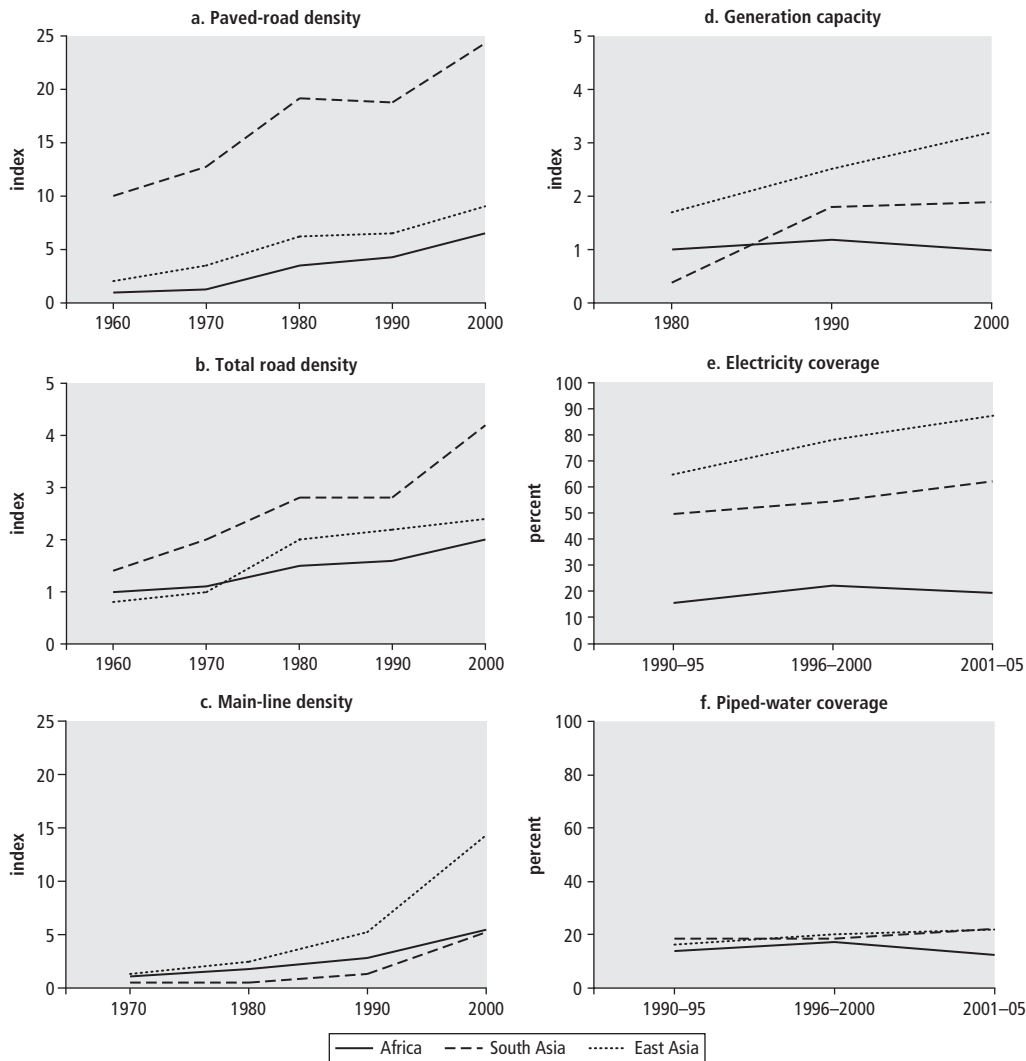 a. Paved-road density
25
20
15
10
5
0
index
1960 1970 1980 1990 2000
b. Total road density
5
4
3
2
1
0
index
1960 1970 1980 1990 2000
c. Main-line density
25
20
15
10
5
0
index
1970 1980 1990 2000
d. Generation capacity
5
4
3
2
1
0
index
1980 1990 2000
e. Electricity coverage
100
90
80
70
60
50
40
30
20
10
0
percent
1990–95 1996–2000 2001–05
f. Piped-water coverage
100
80
60
40
20
0
percent
1990–95 1996–2000 2001–05
Africa South Asia East Asia